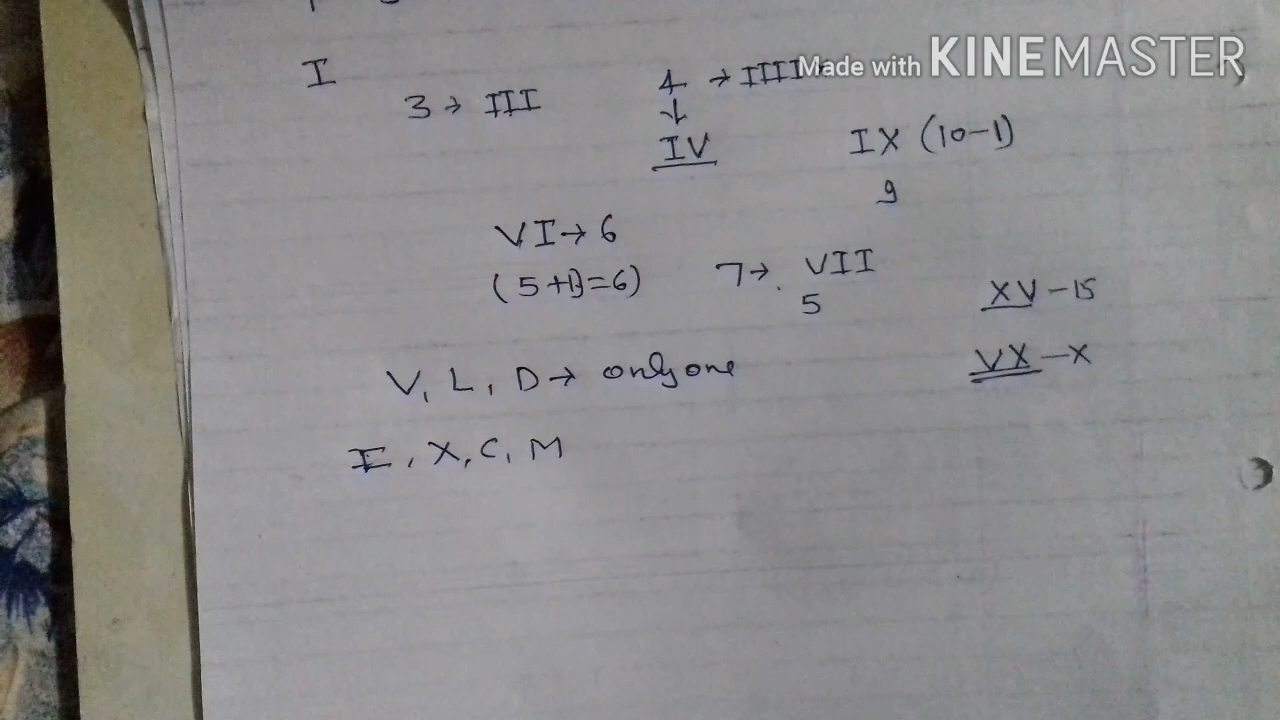 Made with KINEMASTER
I
3 → III
4 → IIII
↓
IV
IX (10-1)
9
VI → 6
(5+1)=6)
7 → VII
5
XV - 15
VX - X
V, L, D → only one
I, X, C, M